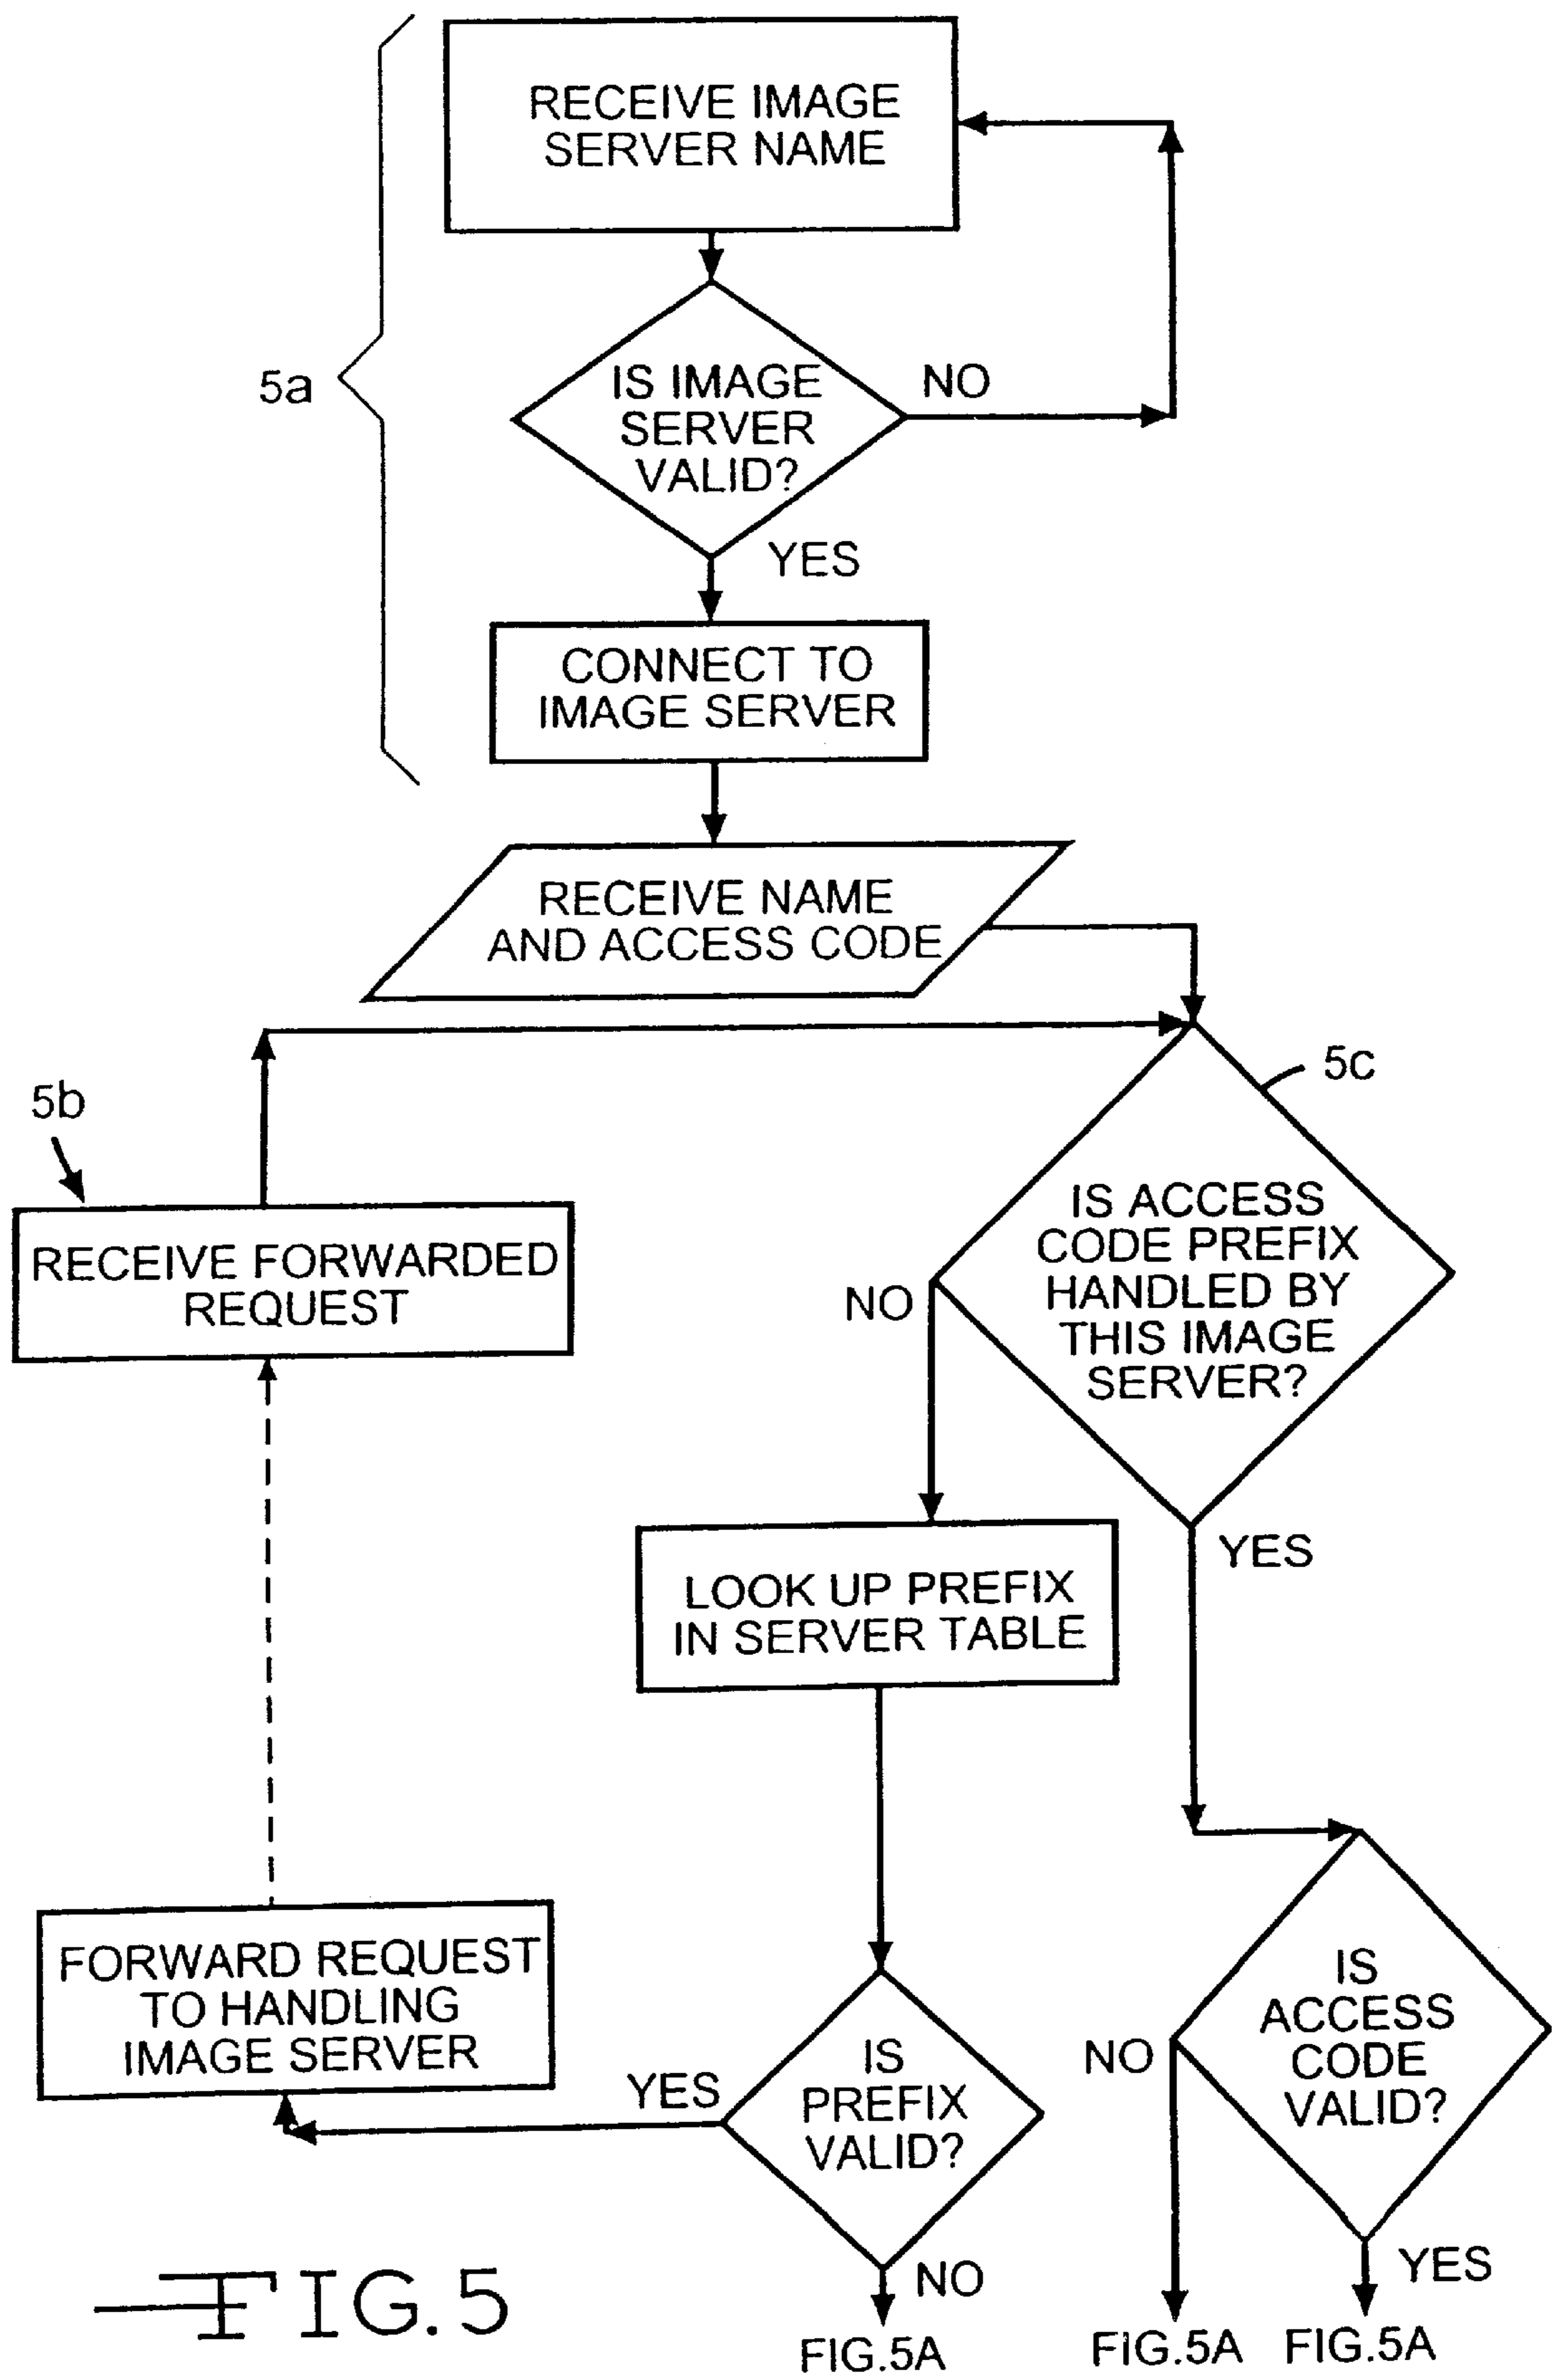 RECEIVE IMAGE
SERVER NAME
5a
IS IMAGE
SERVER
VALID?
NO
YES
CONNECT TO
IMAGE SERVER
RECEIVE NAME
AND ACCESS CODE
5b
5c
RECEIVE FORWARDED
REQUEST
IS ACCESS
CODE PREFIX
HANDLED BY
THIS IMAGE
SERVER?
NO
YES
LOOK UP PREFIX
IN SERVER TABLE
FORWARD REQUEST
TO HANDLING
IMAGE SERVER
YES
IS
PREFIX
VALID?
NO
IS
ACCESS
CODE
VALID?
NO
YES
FIG. 5
FIG.5A
FIG.5A
FIG.5A